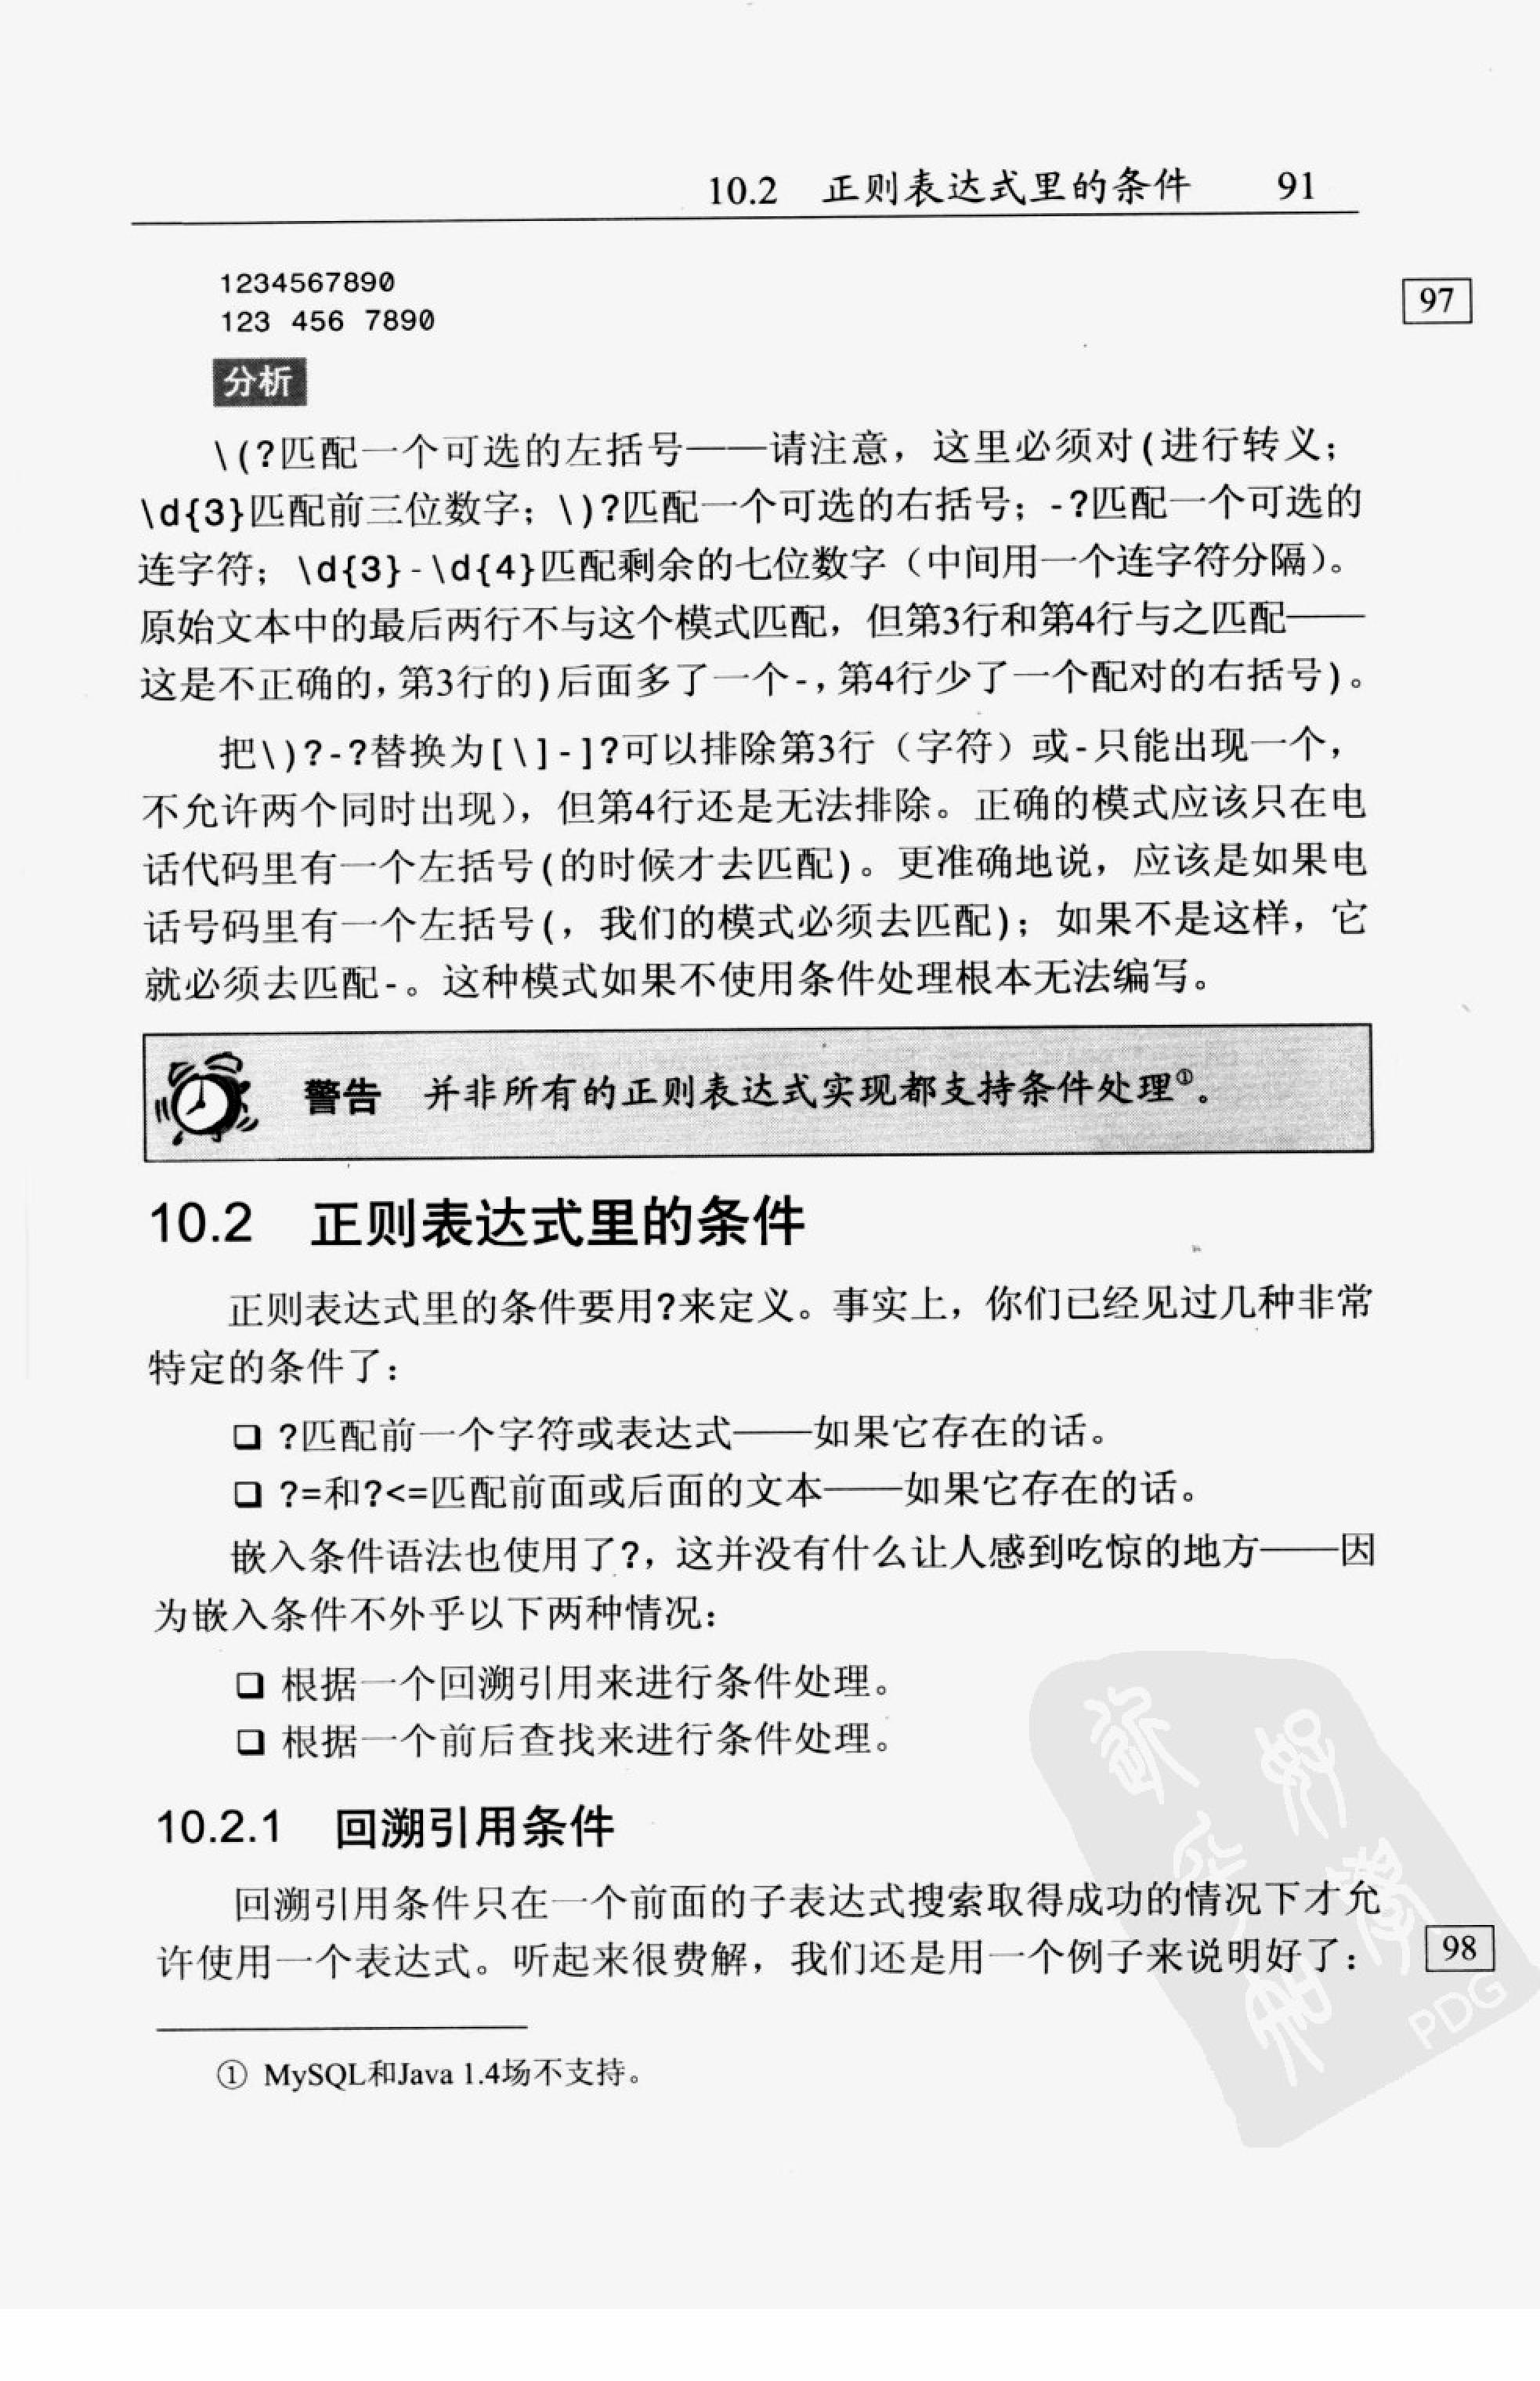 10.2 正则表达式里的条件 91
1234567890
97
123 456 7890
分析
\(?匹配一个可选的左括号——请注意，这里必须对(进行转义；
\d{3}匹配前三位数字；\)?匹配一个可选的右括号；-?匹配一个可选的
连字符；\d{3}-\d{4}匹配剩余的七位数字（中间用一个连字符分隔）。
原始文本中的最后两行不与这个模式匹配，但第3行和第4行与之匹配——
这是不正确的，第3行的)后面多了一个-，第4行少了一个配对的右括号)。
把\)?-?替换为[\]-]?可以排除第3行（字符）或-只能出现一个，
不允许两个同时出现），但第4行还是无法排除。正确的模式应该只在电
话代码里有一个左括号(的时候才去匹配)。更准确地说，应该是如果电
话号码里有一个左括号(，我们的模式必须去匹配)；如果不是这样，它
就必须去匹配-。这种模式如果不使用条件处理根本无法编写。
警告 并非所有的正则表达式实现都支持条件处理①。
10.2 正则表达式里的条件
正则表达式里的条件要用?来定义。事实上，你们已经见过几种非常
特定的条件了：
❑ ?匹配前一个字符或表达式——如果它存在的话。
❑ ?=和?<=匹配前面或后面的文本——如果它存在的话。
嵌入条件语法也使用了?，这并没有什么让人感到吃惊的地方——因
为嵌入条件不外乎以下两种情况：
❑ 根据一个回溯引用来进行条件处理。
❑ 根据一个前后查找来进行条件处理。
10.2.1 回溯引用条件
回溯引用条件只在一个前面的子表达式搜索取得成功的情况下才允
许使用一个表达式。听起来很费解，我们还是用一个例子来说明好了：
98
PDG
① MySQL和Java 1.4场不支持。